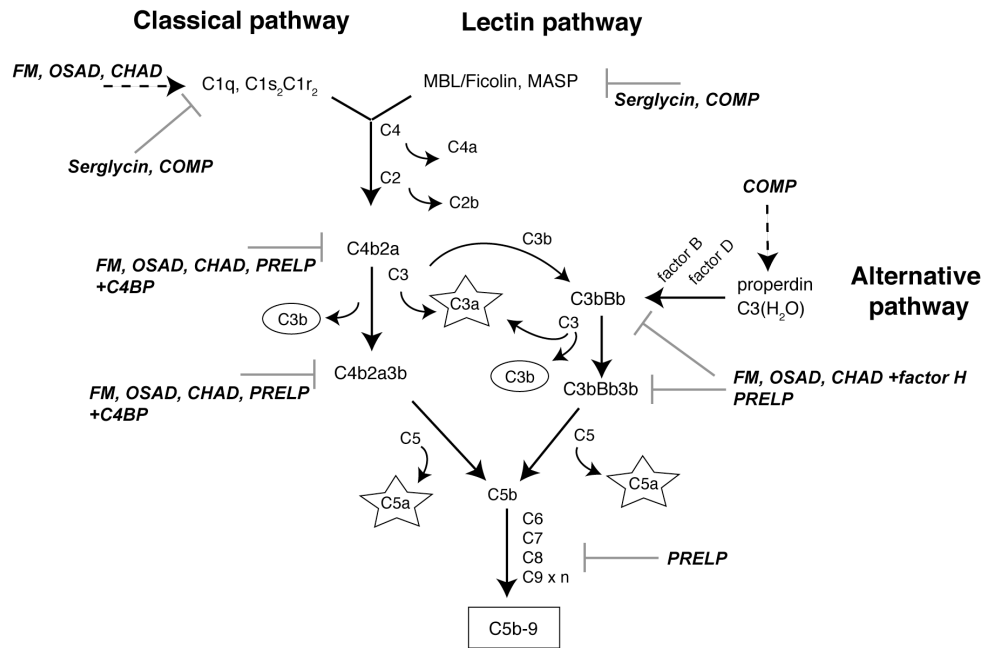 Classical pathway
Lectin pathway
FM, OSAD, CHAD
C1q, C1s2C1r2
MBL/Ficolin, MASP
Serglycin, COMP
Serglycin, COMP
C4
C4a
C2
C2b
COMP
C4b2a
FM, OSAD, CHAD, PRELP
+C4BP
C3
C3b
factor B
factor D
properdin
C3(H2O)
Alternative
pathway
C3b
C3a
C3bBb
C3
C3b
C4b2a3b
FM, OSAD, CHAD, PRELP
+C4BP
C3bBb3b
FM, OSAD, CHAD +factor H
PRELP
C5
C5a
C5
C5a
C5b
C6
C7
C8
C9 x n
PRELP
C5b-9